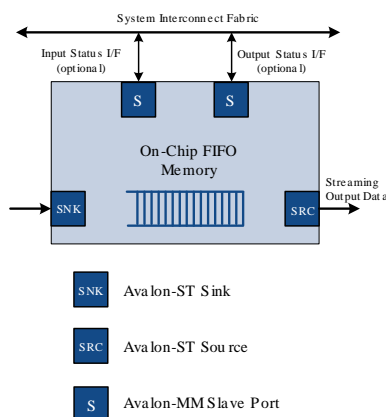 System Interconnect Fabric
Input Status I/F
(optional)
Output Status I/F
(optional)
S
S
On-Chip FIFO
Memory
SNK
SRC
Streaming
Output Data
SNK
Avalon-ST Sink
SRC
Avalon-ST Source
S
Avalon-MM Slave Port